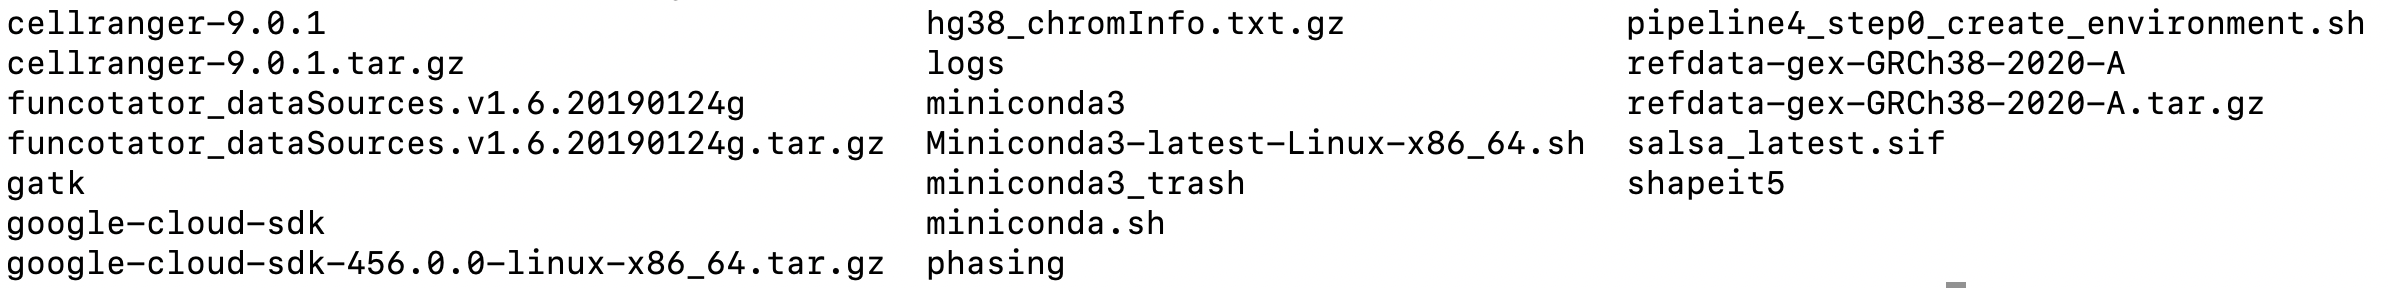 cellranger-9.0.1 hg38_chromInfo.txt.gz pipeline4_step0_create_environment.sh
cellranger-9.0.1.tar.gz logs refdata-gex-GRCh38-2020-A
funcotator_dataSources.v1.6.20190124g miniconda3 refdata-gex-GRCh38-2020-A.tar.gz
funcotator_dataSources.v1.6.20190124g.tar.gz Miniconda3-latest-Linux-x86_64.sh salsa_latest.sif
gatk miniconda3_trash shapeit5
google-cloud-sdk miniconda.sh
google-cloud-sdk-456.0.0-linux-x86_64.tar.gz phasing